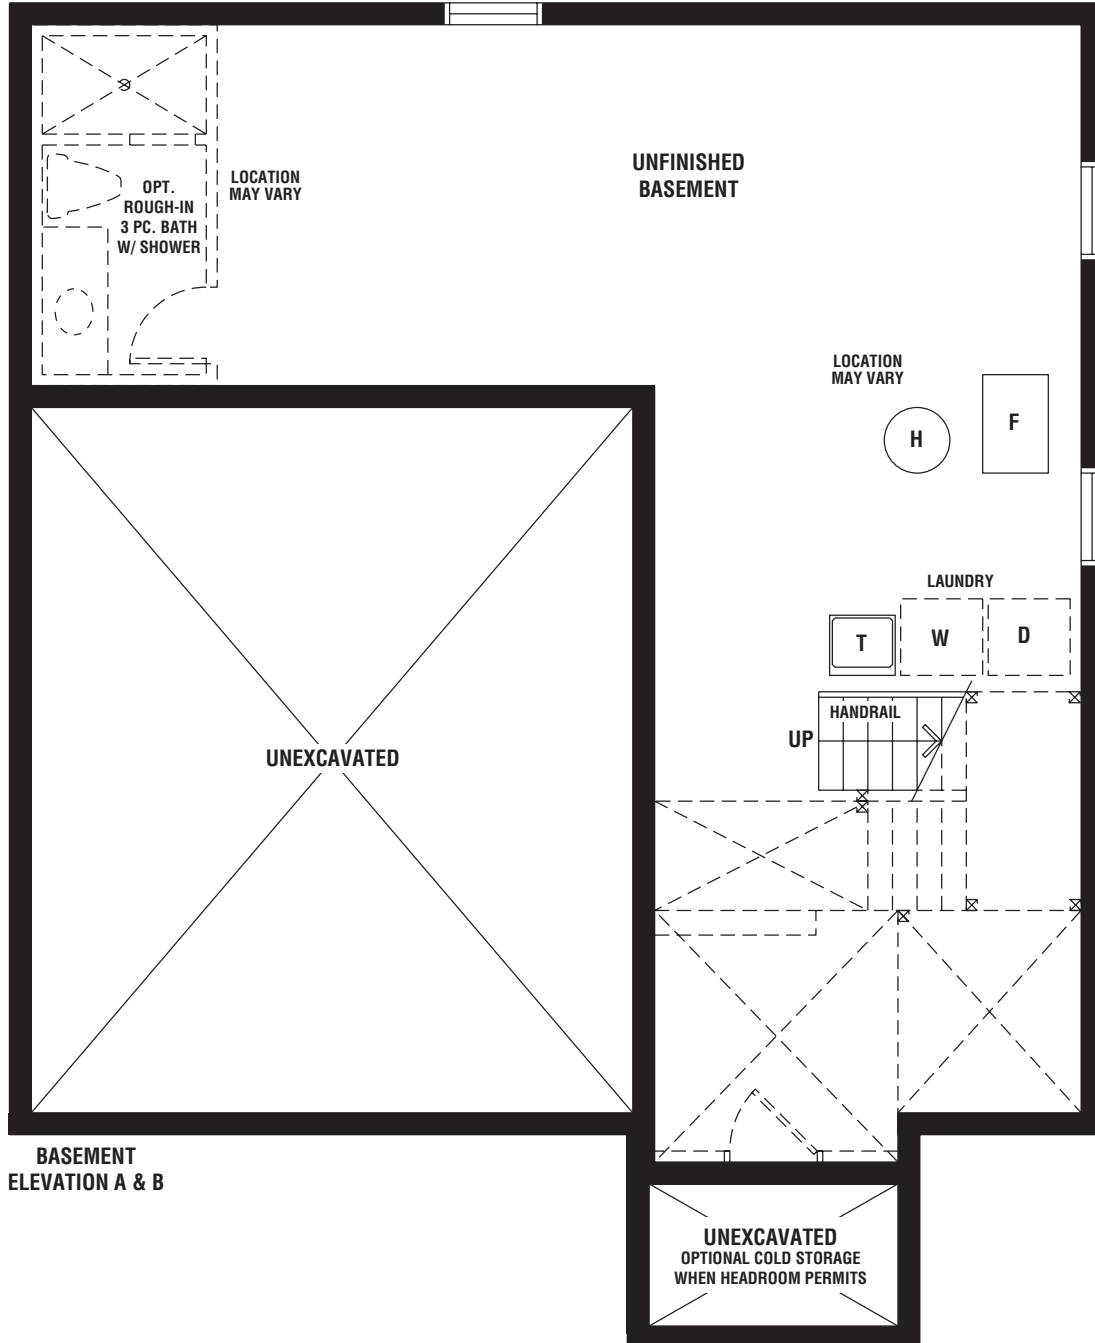 UNFINISHED
BASEMENT
LOCATION
MAY VARY
OPT.
ROUGH-IN
3 PC. BATH
W/ SHOWER
LOCATION
MAY VARY
H
F
LAUNDRY
T
W
D
HANDRAIL
UP
UNEXCAVATED
BASEMENT
ELEVATION A & B
UNEXCAVATED
OPTIONAL COLD STORAGE
WHEN HEADROOM PERMITS